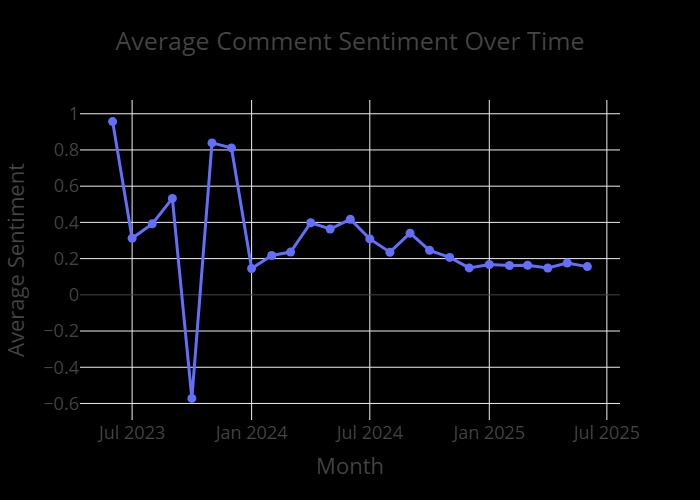 Average Comment Sentiment Over Time
Average Sentiment
1
0.8
0.6
0.4
0.2
0
−0.2
−0.4
−0.6
Jul 2023 Jan 2024 Jul 2024 Jan 2025 Jul 2025
Month